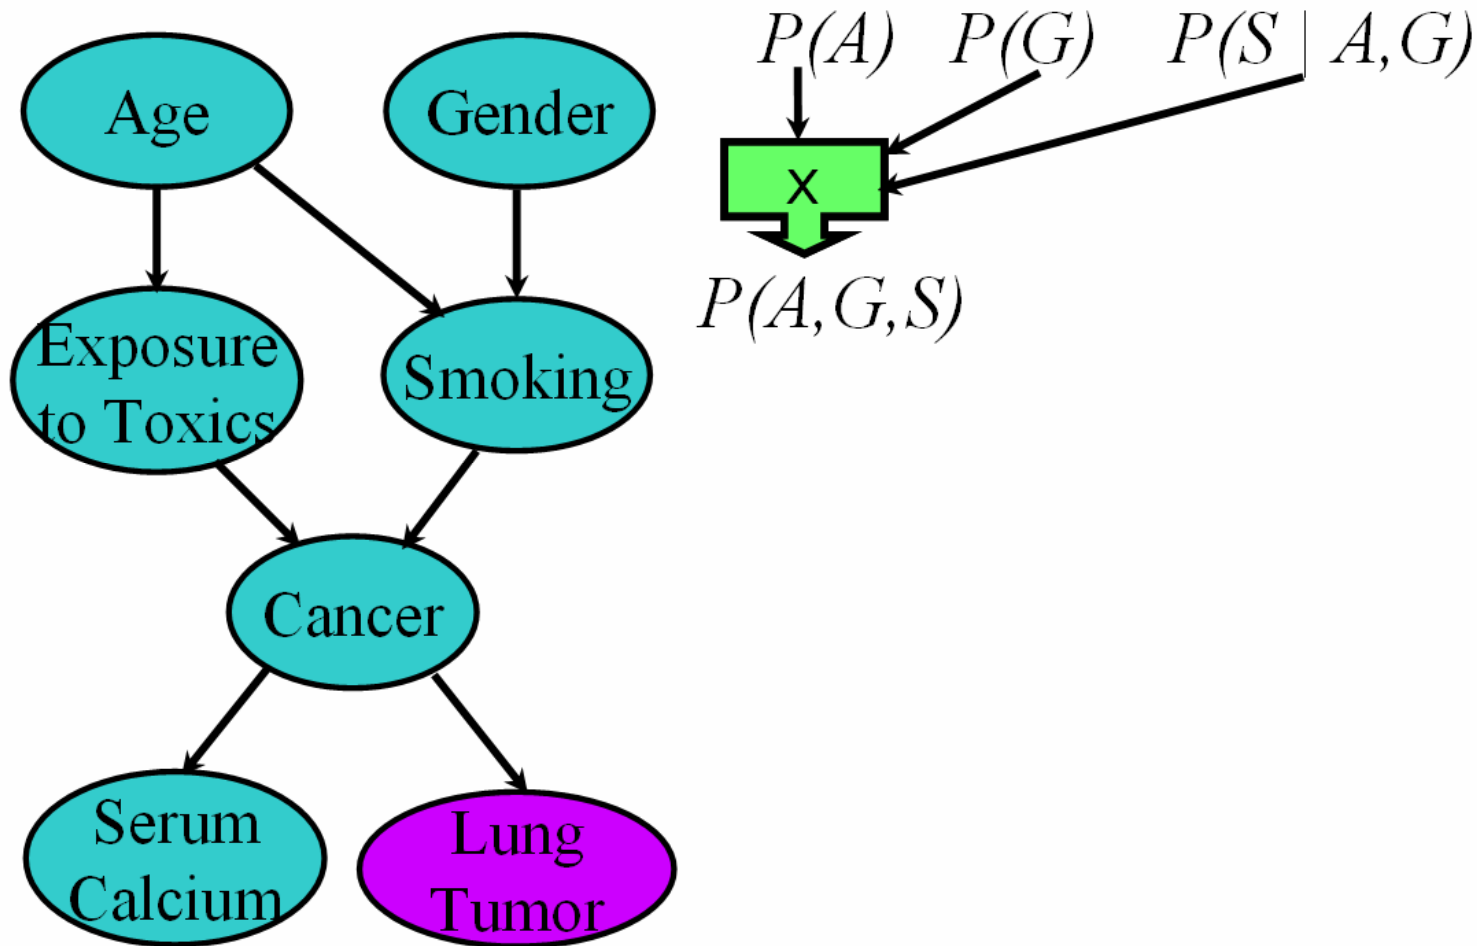 P(A) P(G) P(S | A,G)
Age
Gender
x
P(A,G,S)
Exposure
to Toxics
Smoking
Cancer
Serum
Calcium
Lung
Tumor